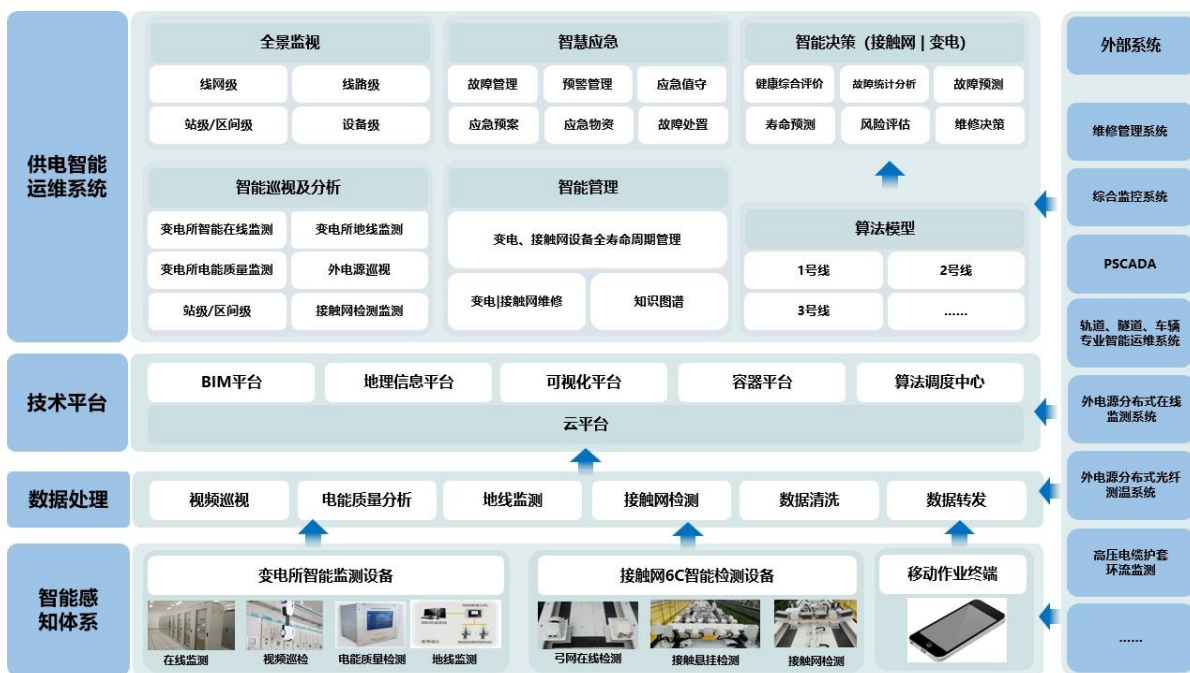 供电智能
运维系统
全景监视
线网级
线路级
站级/区间级
设备级
智慧应急
故障管理
预警管理
应急值守
应急预案
应急物资
故障处置
智能决策（接触网 | 变电）
健康综合评价
故障统计分析
故障预测
寿命预测
风险评估
维修决策
智能巡视及分析
变电所智能在线监测
变电所地线监测
变电所电能质量监测
外电源巡视
站级/区间级
接触网检测监测
智能管理
变电、接触网设备全寿命周期管理
变电|接触网维修
知识图谱
算法模型
1号线
2号线
3号线
......
技术平台
BIM平台
地理信息平台
可视化平台
容器平台
算法调度中心
云平台
数据处理
视频巡视
电能质量分析
地线监测
接触网检测
数据清洗
数据转发
智能感
知体系
变电所智能监测设备
在线监测
视频巡检
电能质量检测
地线监测
接触网6C智能检测设备
弓网在线检测
接触悬挂检测
接触网检测
移动作业终端
外部系统
维修管理系统
综合监控系统
PSCADA
轨道、隧道、车辆
专业智能运维系统
外电源分布式在线
监测系统
外电源分布式光纤
测温系统
高压电缆护套
环流监测
......